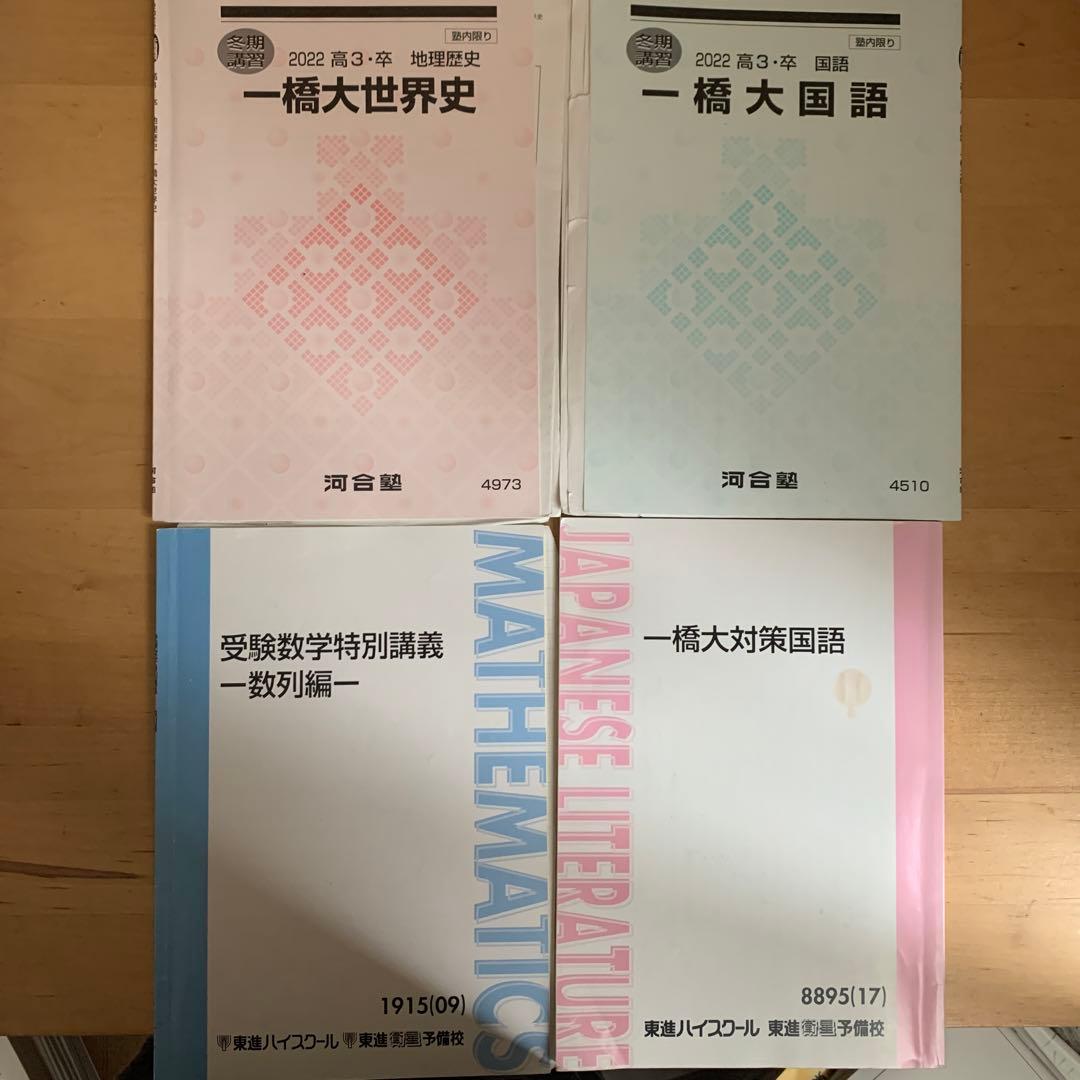 冬期講習
塾内限り
2022 高3・卒 地理歴史
一橋大世界史
河合塾
4973
冬期講習
塾内限り
2022 高3・卒 国語
一橋大国語
河合塾
4510
受験数学特別講義
ー数列編ー
MATHEMATICS
1915(09)
東進ハイスクール 東進衛星予備校
JAPANESE LITERATURE
一橋大対策国語
8895(17)
東進ハイスクール 東進衛星予備校